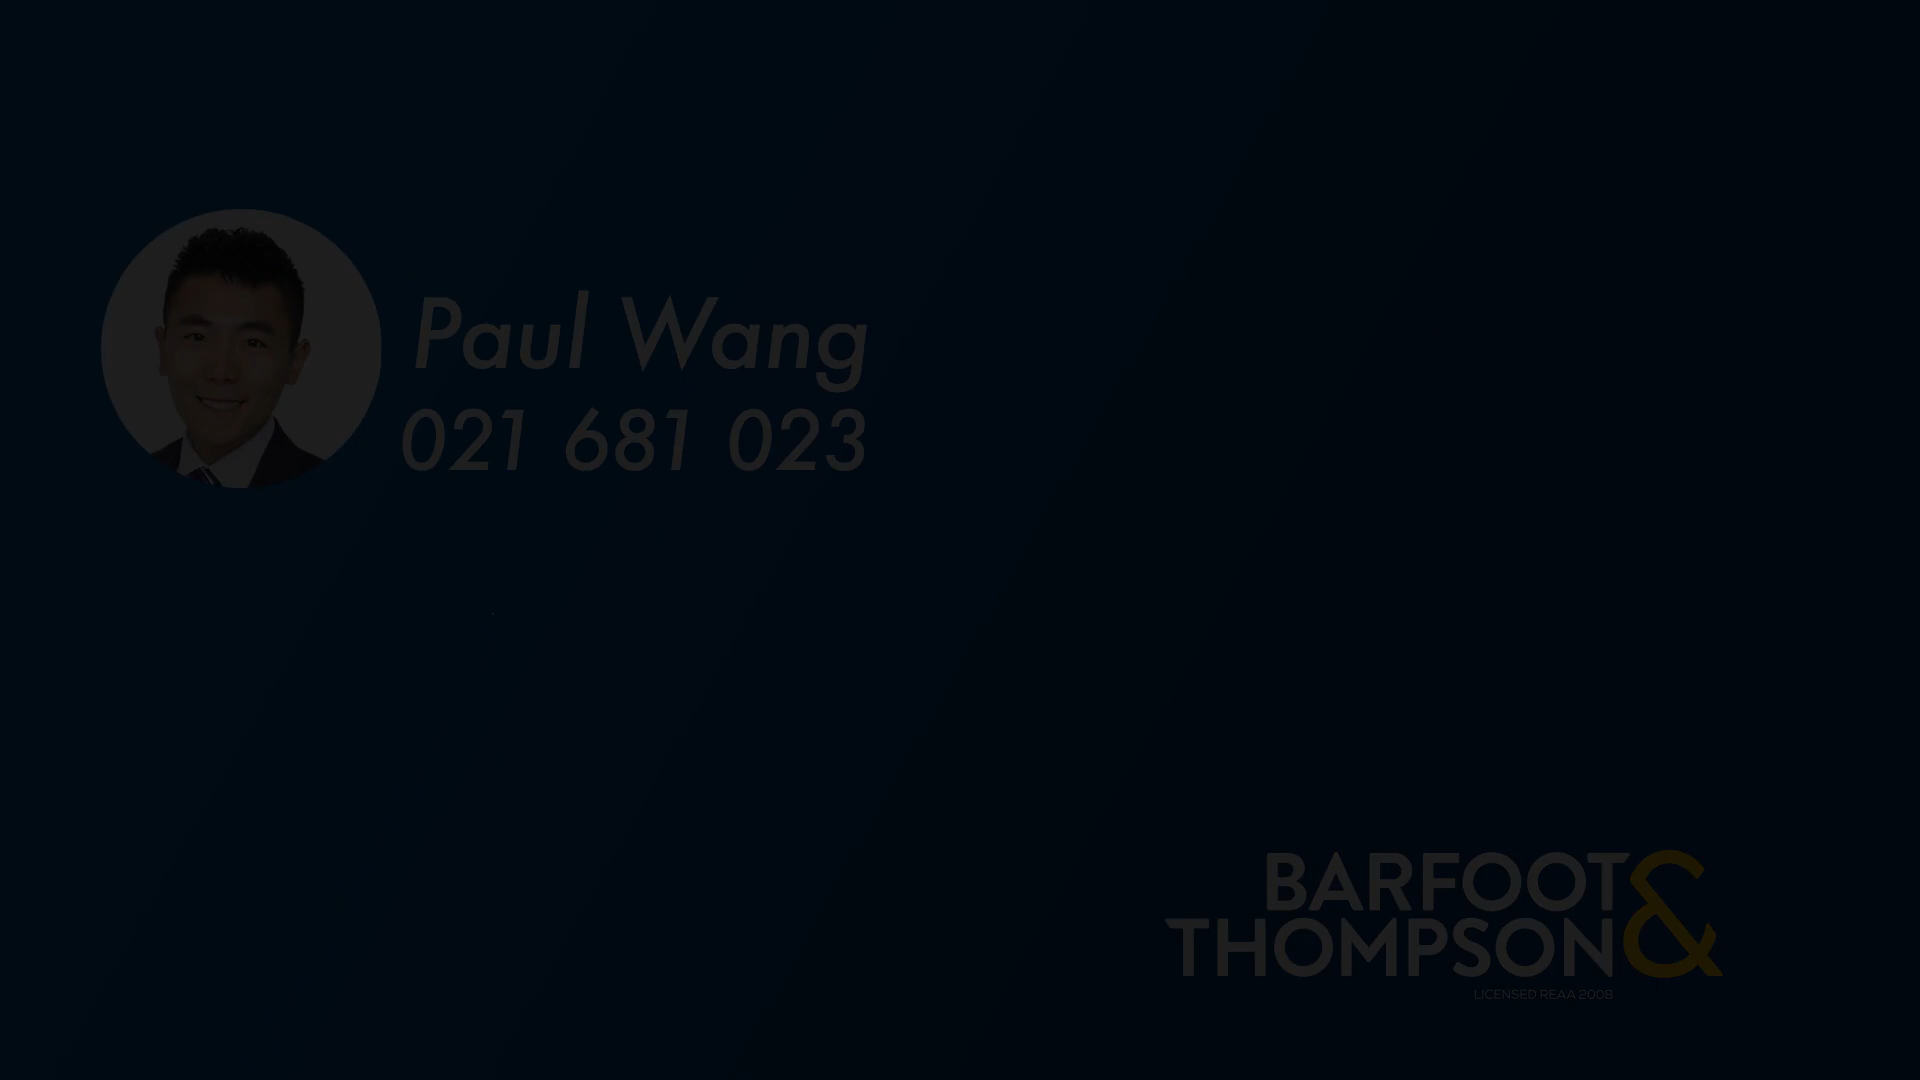 Paul Wang
021 681 023
BARFOOT &
THOMPSON
LICENSED REAA 2008